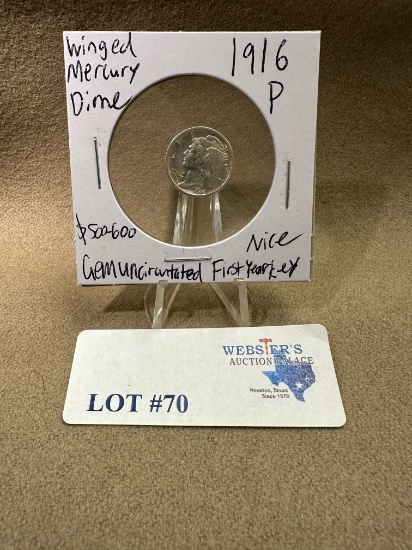 Winged
Mercury
Dime
1916
P
$500-600
Nice
Gem Uncirculated First Year Key
WEBSTER'S
AUCTION PALACE
Houston, Texas
Since 1979
LOT #70